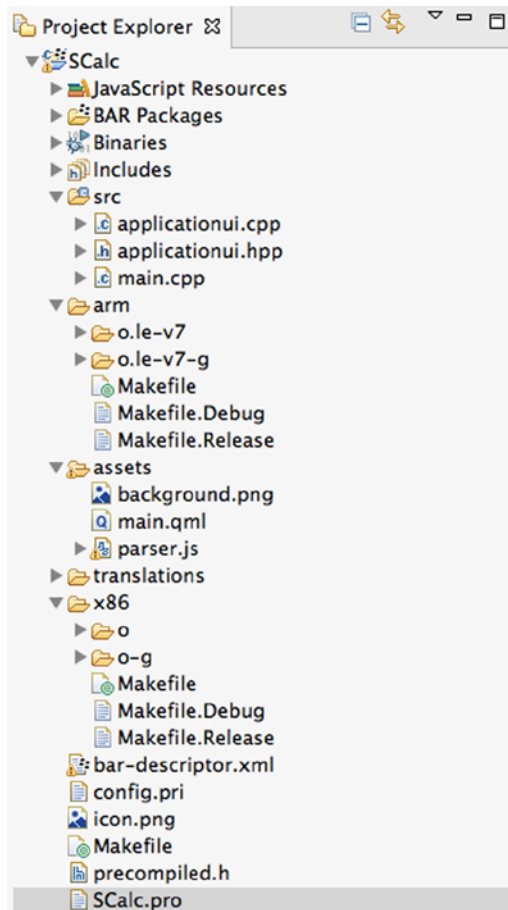 Project Explorer
SCalc
JavaScript Resources
BAR Packages
Binaries
Includes
src
applicationui.cpp
applicationui.hpp
main.cpp
arm
o.le-v7
o.le-v7-g
Makefile
Makefile.Debug
Makefile.Release
assets
background.png
main.qml
parser.js
translations
x86
o
o-g
Makefile
Makefile.Debug
Makefile.Release
bar-descriptor.xml
config.pri
icon.png
Makefile
precompiled.h
SCalc.pro